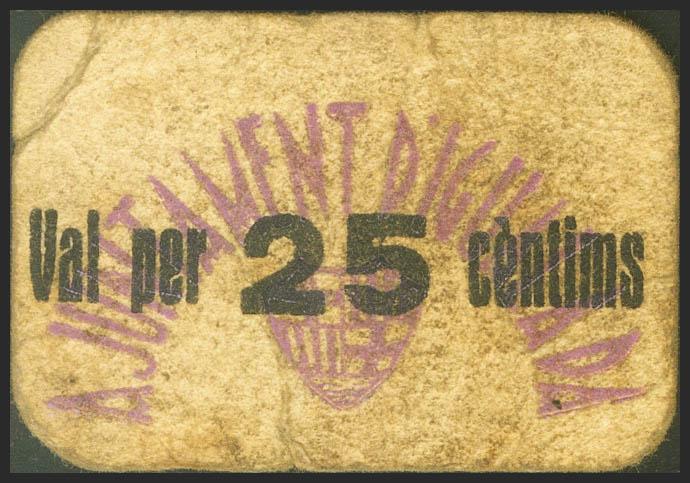 AJUNTAMENT D'IGUALADA
Val per 25 cèntims